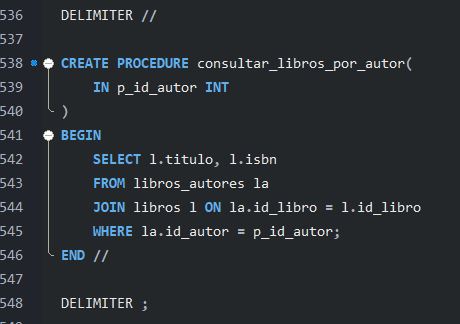 536 DELIMITER //
537
538 CREATE PROCEDURE consultar_libros_por_autor(
539 IN p_id_autor INT
540 )
541 BEGIN
542 SELECT l.titulo, l.isbn
543 FROM libros_autores la
544 JOIN libros l ON la.id_libro = l.id_libro
545 WHERE la.id_autor = p_id_autor;
546 END //
547
548 DELIMITER ;